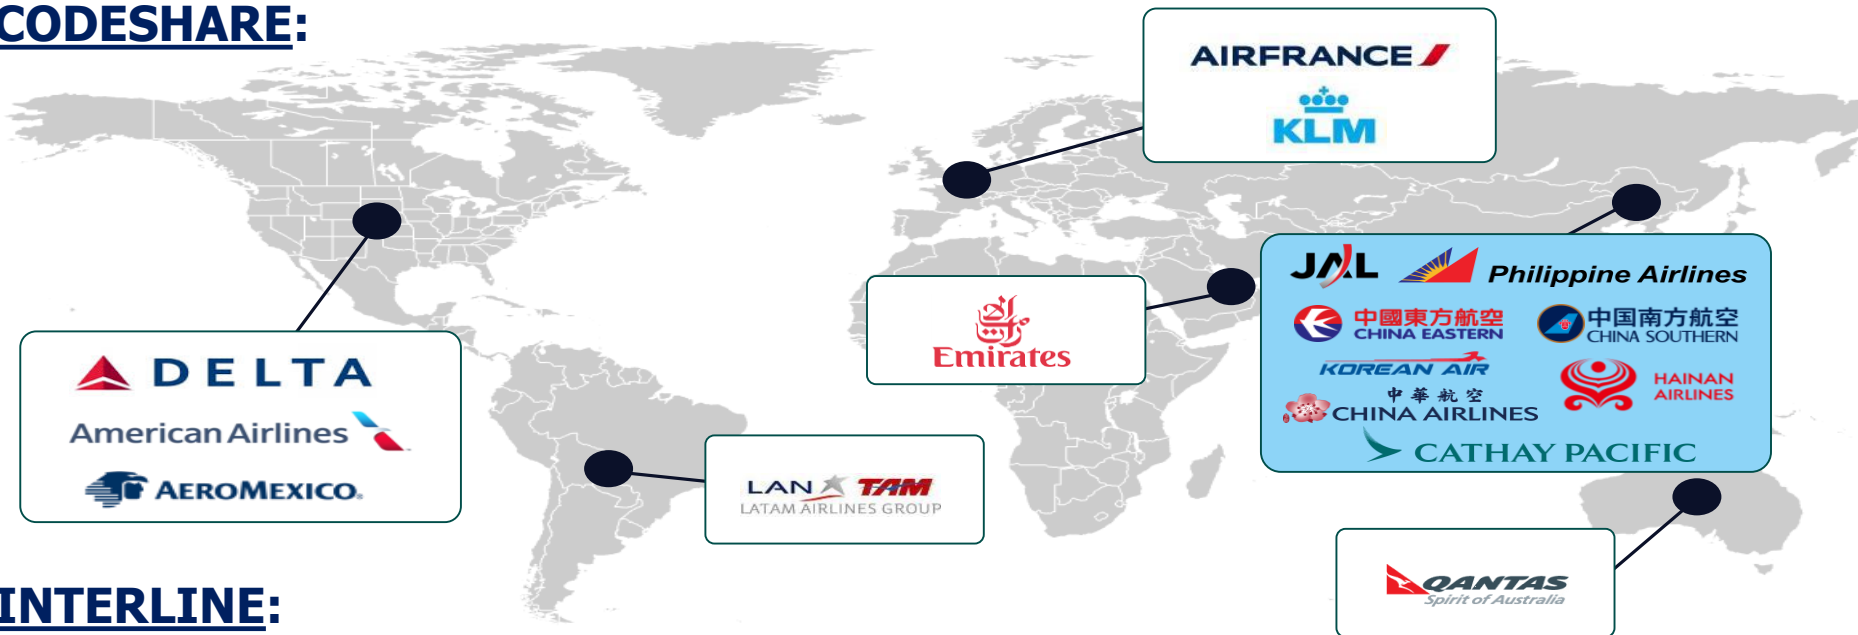 CODESHARE:
AIRFRANCE
KLM
DELTA
American Airlines
AEROMEXICO.
LAN TAM
LATAM AIRLINES GROUP
Emirates
JAL Philippine Airlines
中國東方航空
CHINA EASTERN
中国南方航空
CHINA SOUTHERN
KOREAN AIR
HAINAN
AIRLINES
中華航空
CHINA AIRLINES
CATHAY PACIFIC
QANTAS
Spirit of Australia
INTERLINE: